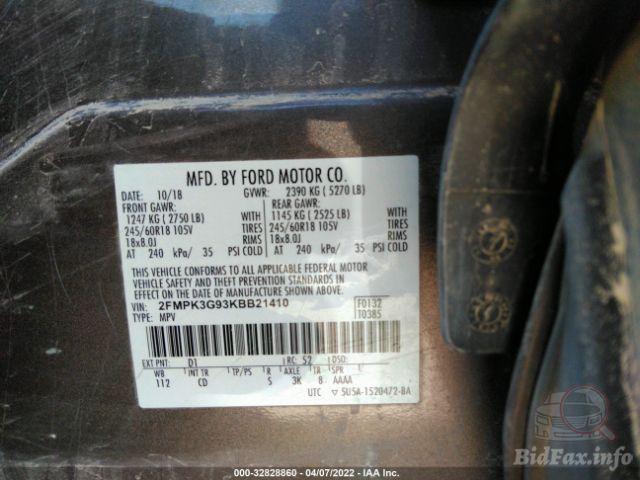 MFD. BY FORD MOTOR CO.
10/18 GVWR: 2390 KG ( 5270 LB)
FRONT GAWR: REAR GAWR:
1247 KG ( 2750 LB) WITH 1145 KG ( 2525 LB) WITH
245/60R18 105V TIRES 245/60R18 105V TIRES
18x8.0J RIMS 18x8.0J RIMS
AT 240 kPa/ 35 PSI COLD AT 240 kPa/ 35 PSI COLD
THIS VEHICLE CONFORMS TO ALL APPLICABLE FEDERAL MOTOR
VEHICLE SAFETY AND THEFT PREVENTION STANDARDS IN
EFFECT ON THE DATE OF MANUFACTURE SHOWN ABOVE.
VIN: 2FMPK3G93KBB21410 F0132
TYPE: MPV T0385
EXT PNT: D1 RC: 52 DSO:
WB INT TR TP/PS R AXLE TR SPR
112 CD S 3K 8 AAAA
UTC ▽ 5U5A-1520472-BA
BidFax.info
000-32828860 - 04/07/2022 - IAA Inc.